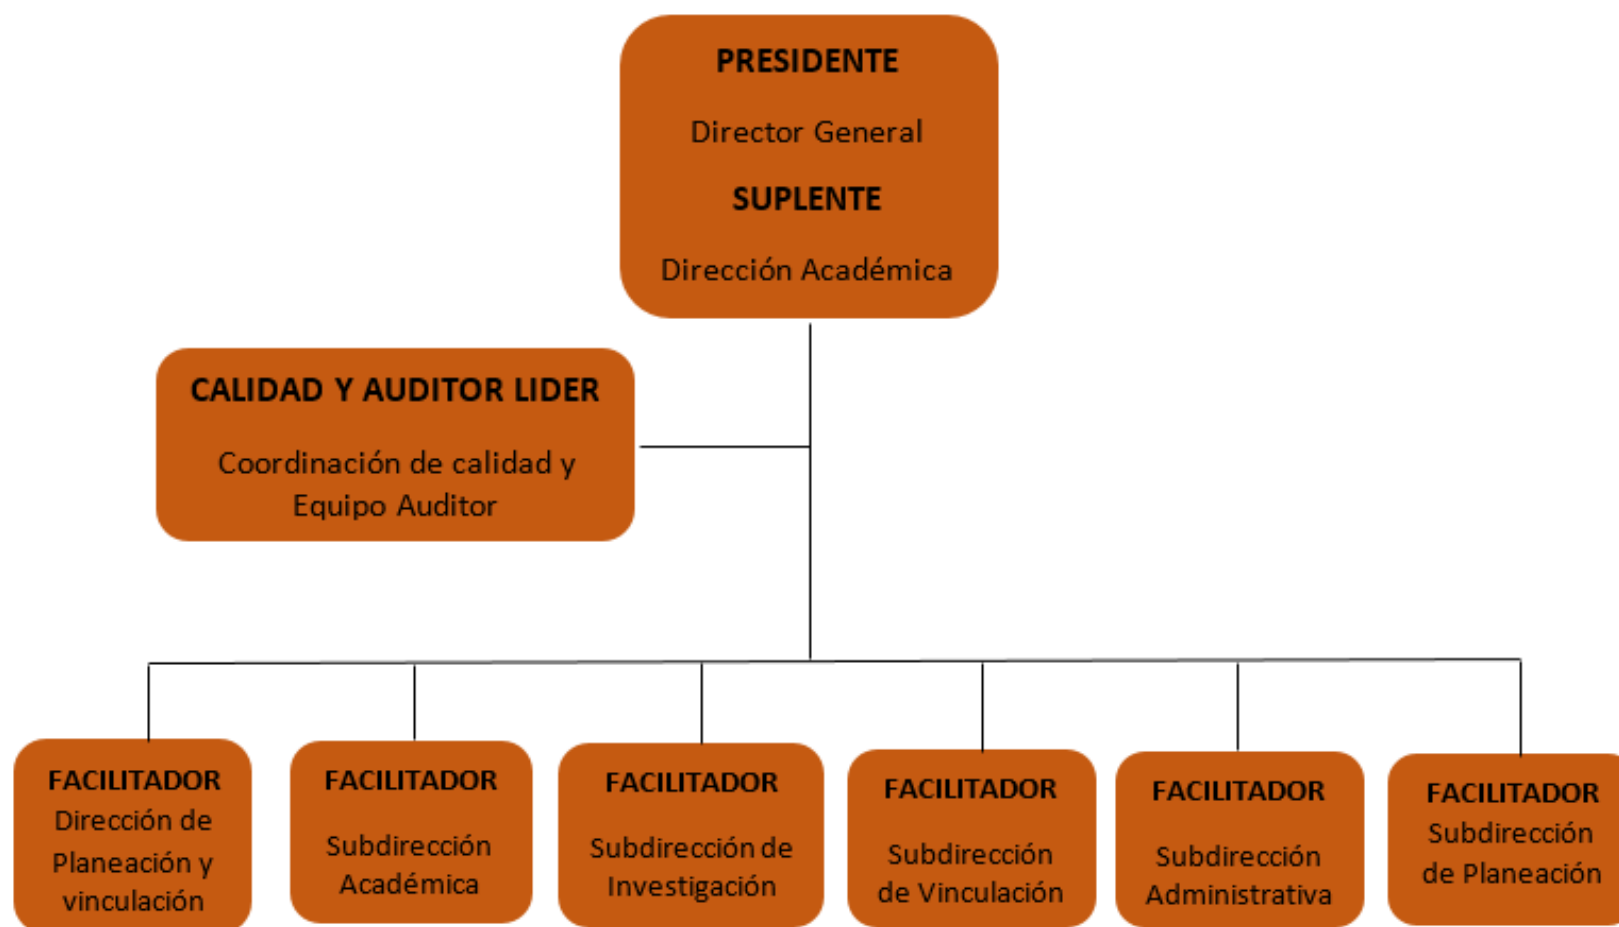 PRESIDENTE
Director General
SUPLENTE
Dirección Académica
CALIDAD Y AUDITOR LIDER
Coordinación de calidad y
Equipo Auditor
FACILITADOR
Dirección de
Planeación y
vinculación
FACILITADOR
Subdirección
Académica
FACILITADOR
Subdirección de
Investigación
FACILITADOR
Subdirección
de Vinculación
FACILITADOR
Subdirección
Administrativa
FACILITADOR
Subdirección
de Planeación